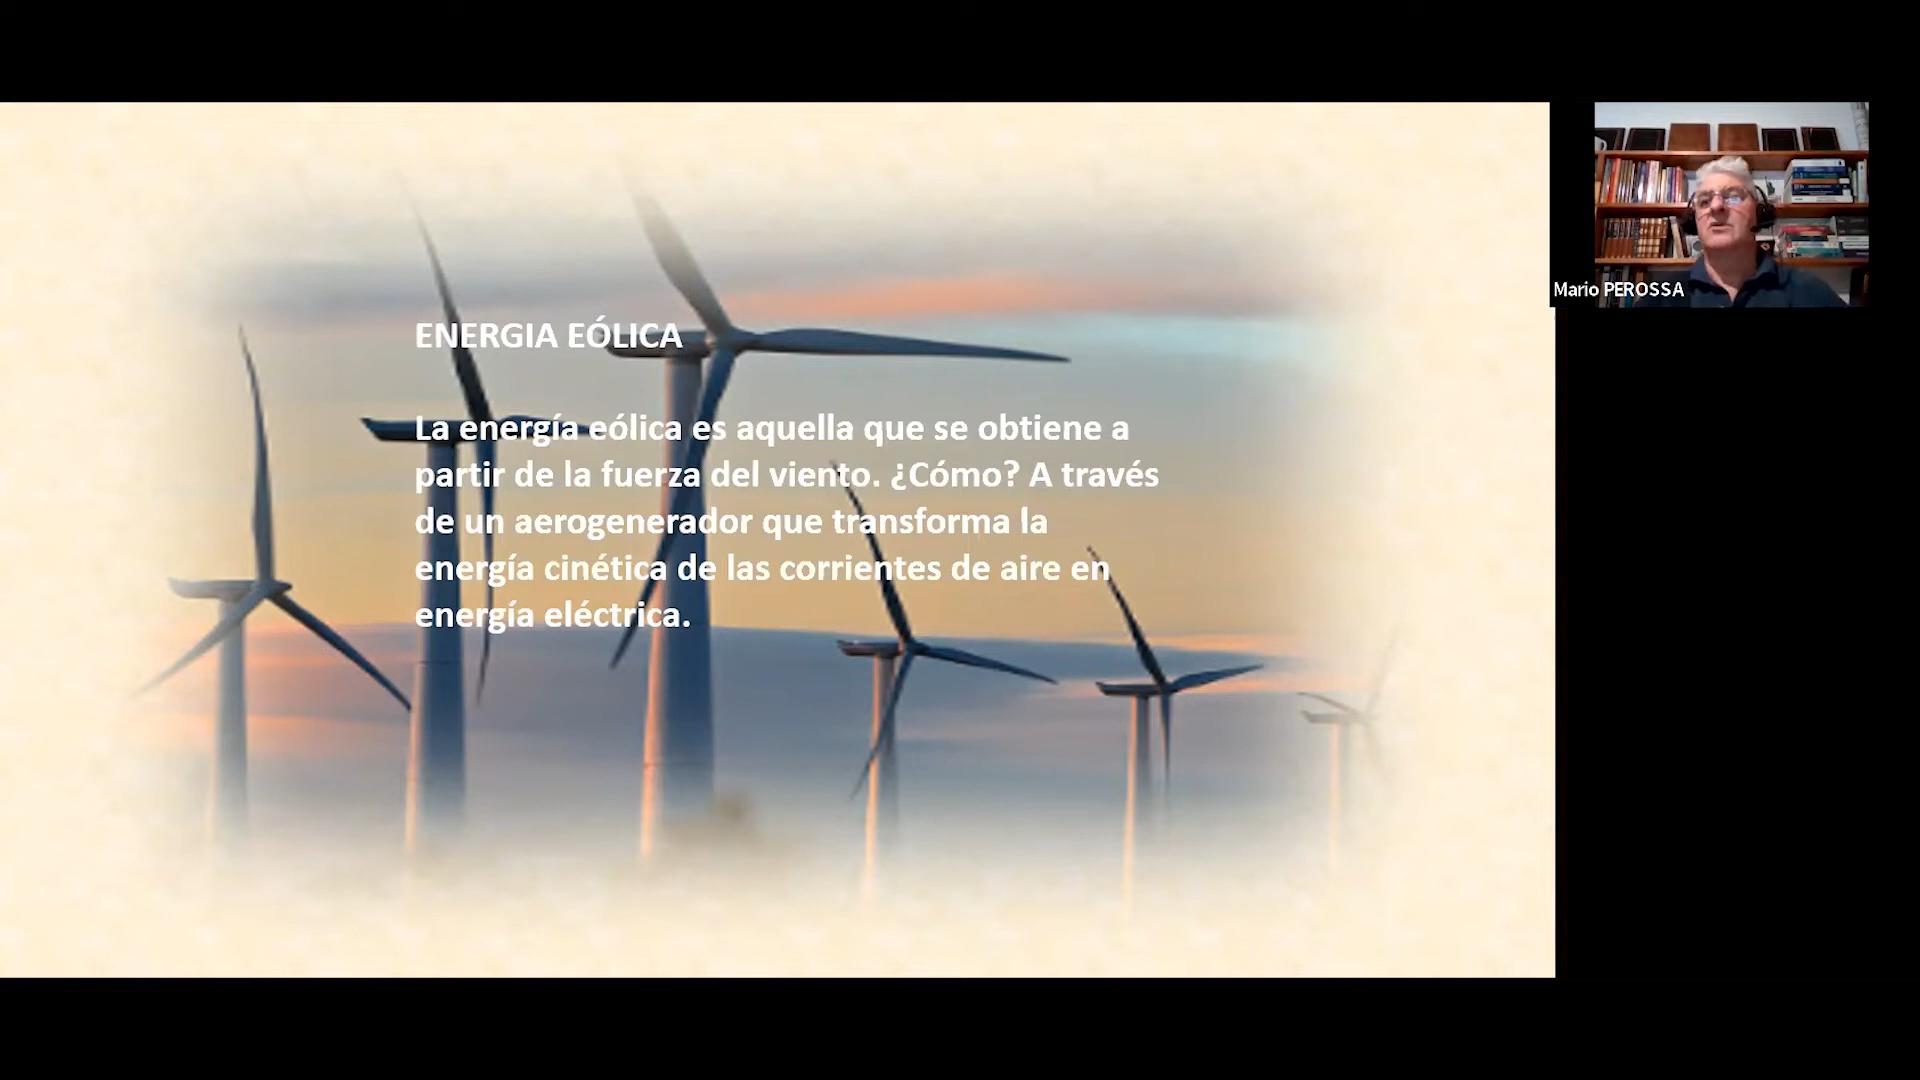 ENERGIA EÓLICA
La energía eólica es aquella que se obtiene a
partir de la fuerza del viento. ¿Cómo? A través
de un aerogenerador que transforma la
energía cinética de las corrientes de aire en
energía eléctrica.
Mario PEROSSA